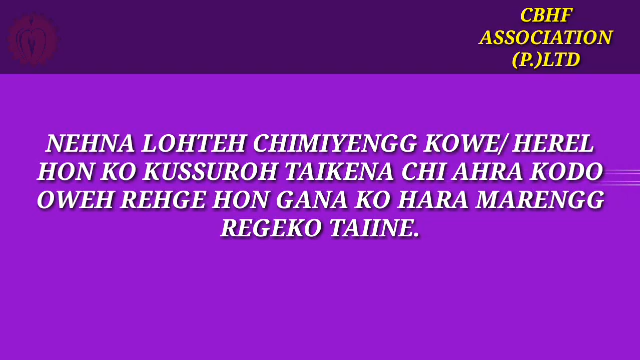 CBHF
ASSOCIATION
(P.)LTD
NEHNA LOHTEH CHIMIYENGG KOWE/ HEREL
HON KO KUSSUROH TAIKENA CHI AHRA KODO
OWEH REHGE HON GANA KO HARA MARENGG
REGEKO TAIINE.